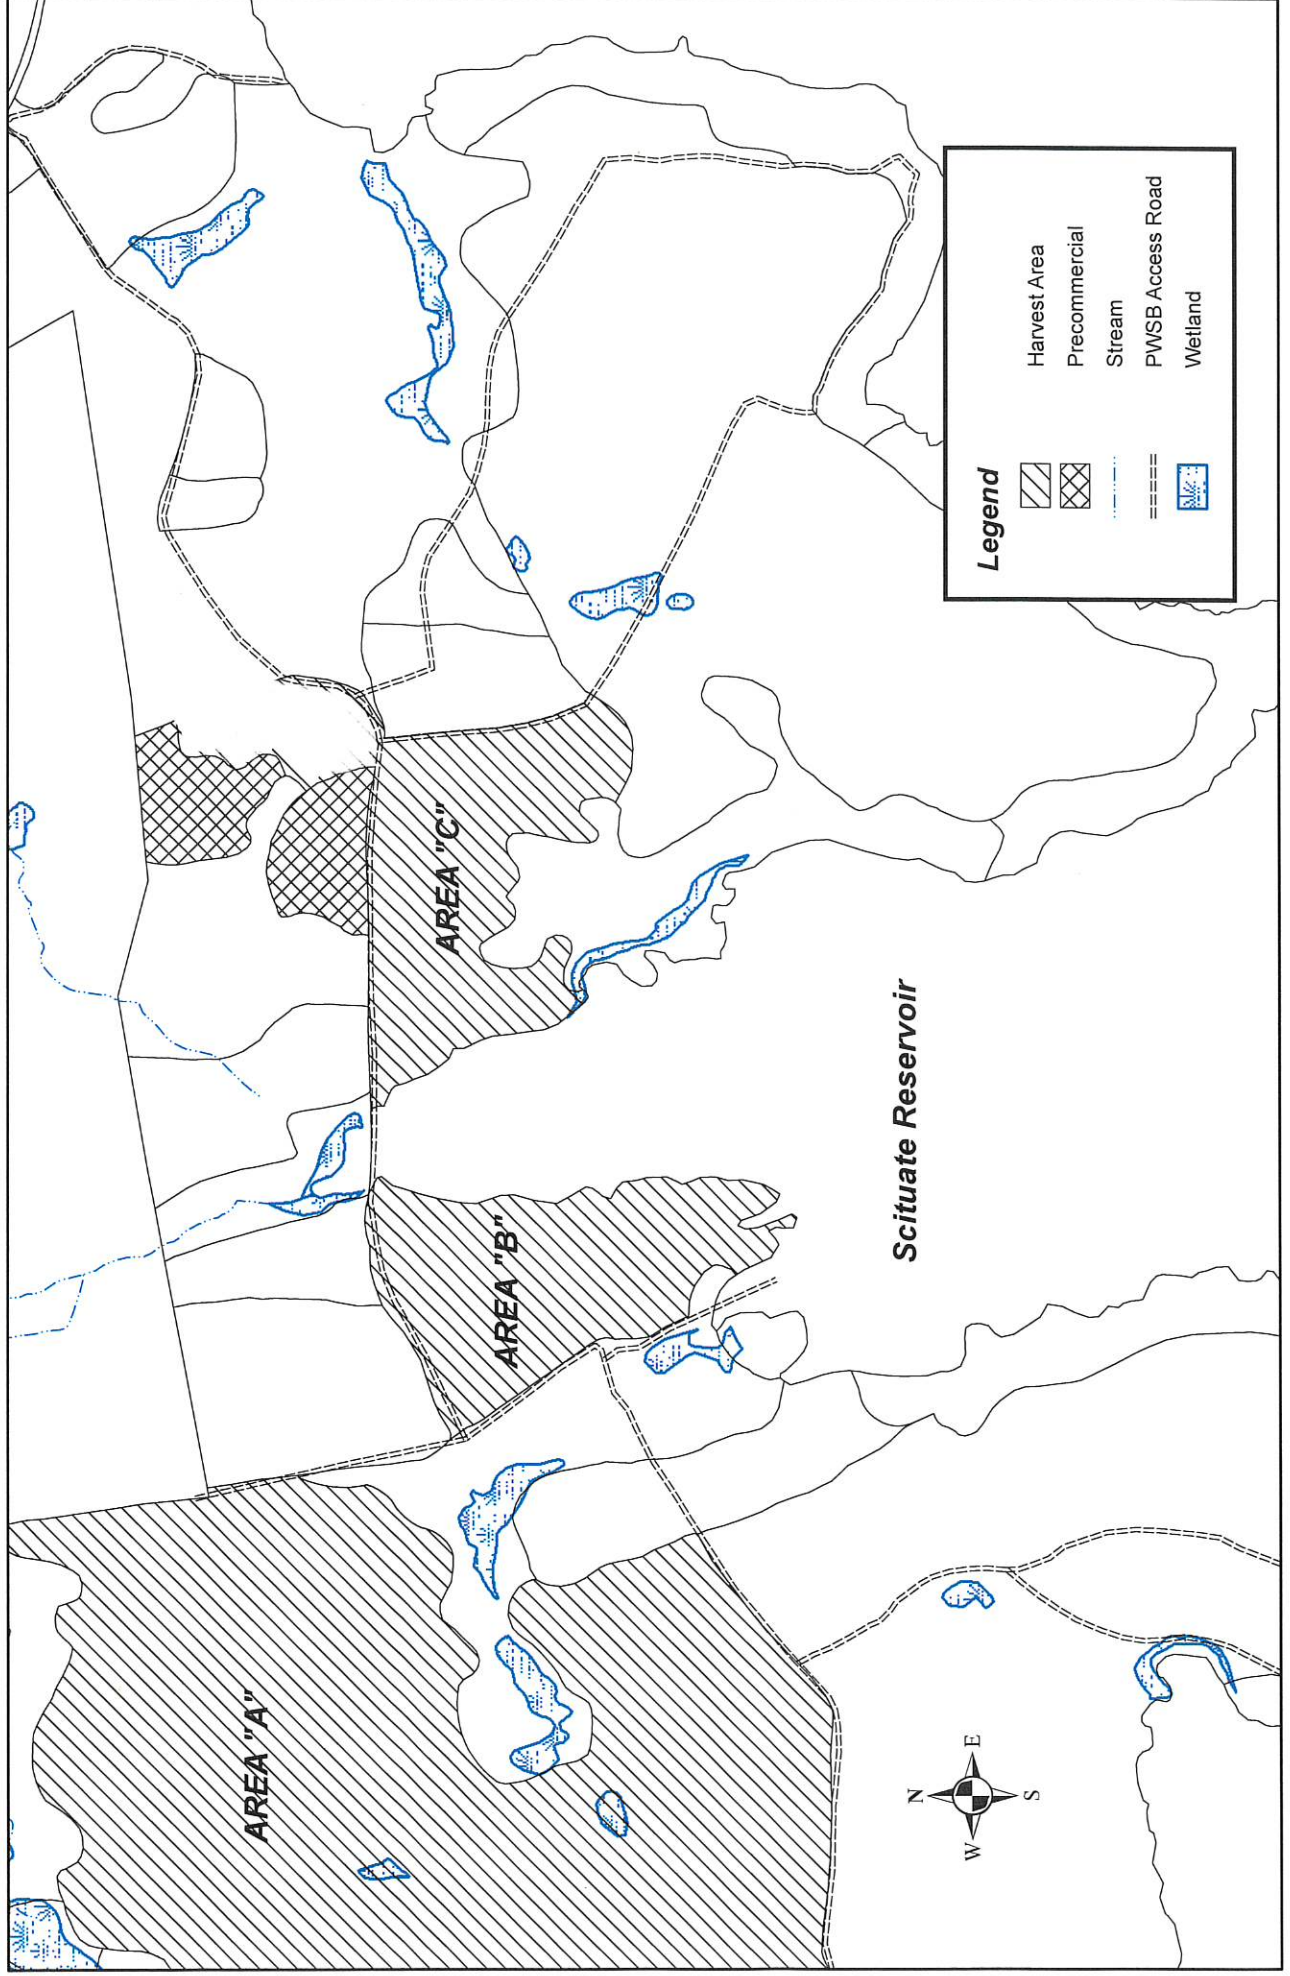 AREA "A"
AREA "B"
AREA "C"
Scituate Reservoir
N
W
E
S
Legend
Harvest Area
Precommercial
Stream
PWSB Access Road
Wetland